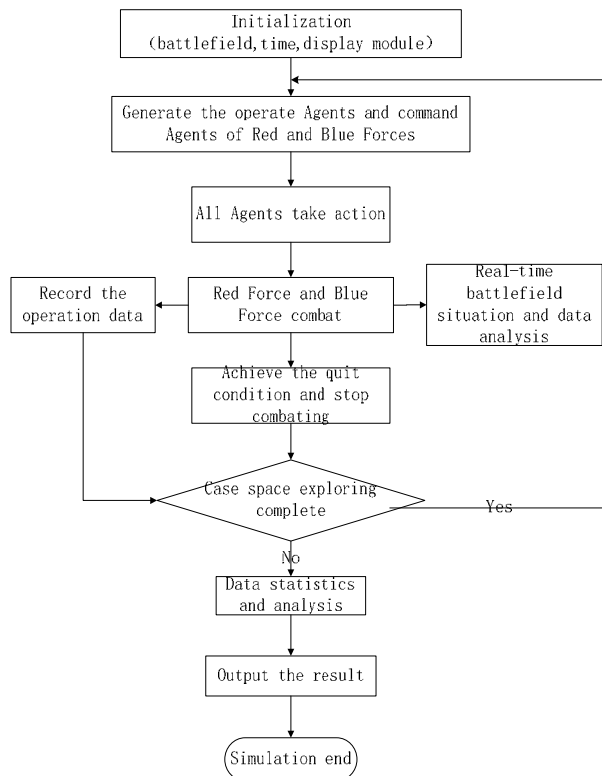 Initialization
(battlefield,time,display module)
Generate the operate Agents and command
Agents of Red and Blue Forces
All Agents take action
Record the
operation data
Red Force and Blue
Force combat
Real-time
battlefield
situation and data
analysis
Achieve the quit
condition and stop
combating
Case space exploring
complete
Yes
No
Data statistics
and analysis
Output the result
Simulation end